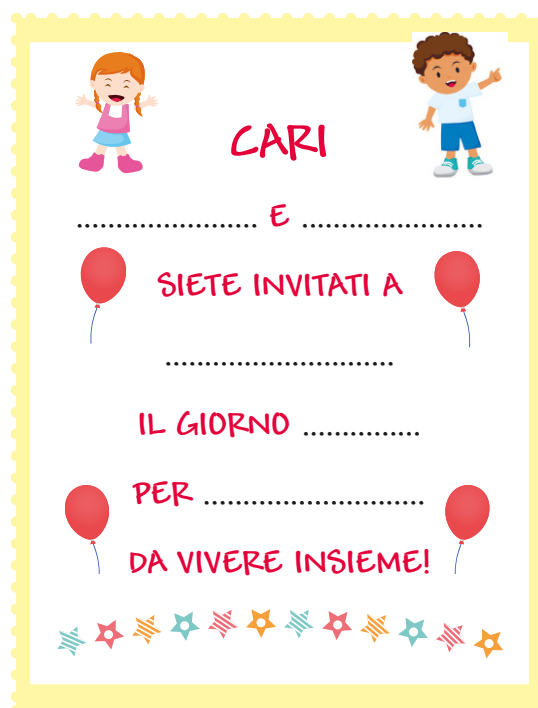 CARI
....................... E .......................
SIETE INVITATI A
.............................
IL GIORNO ...............
PER ............................
DA VIVERE INSIEME!